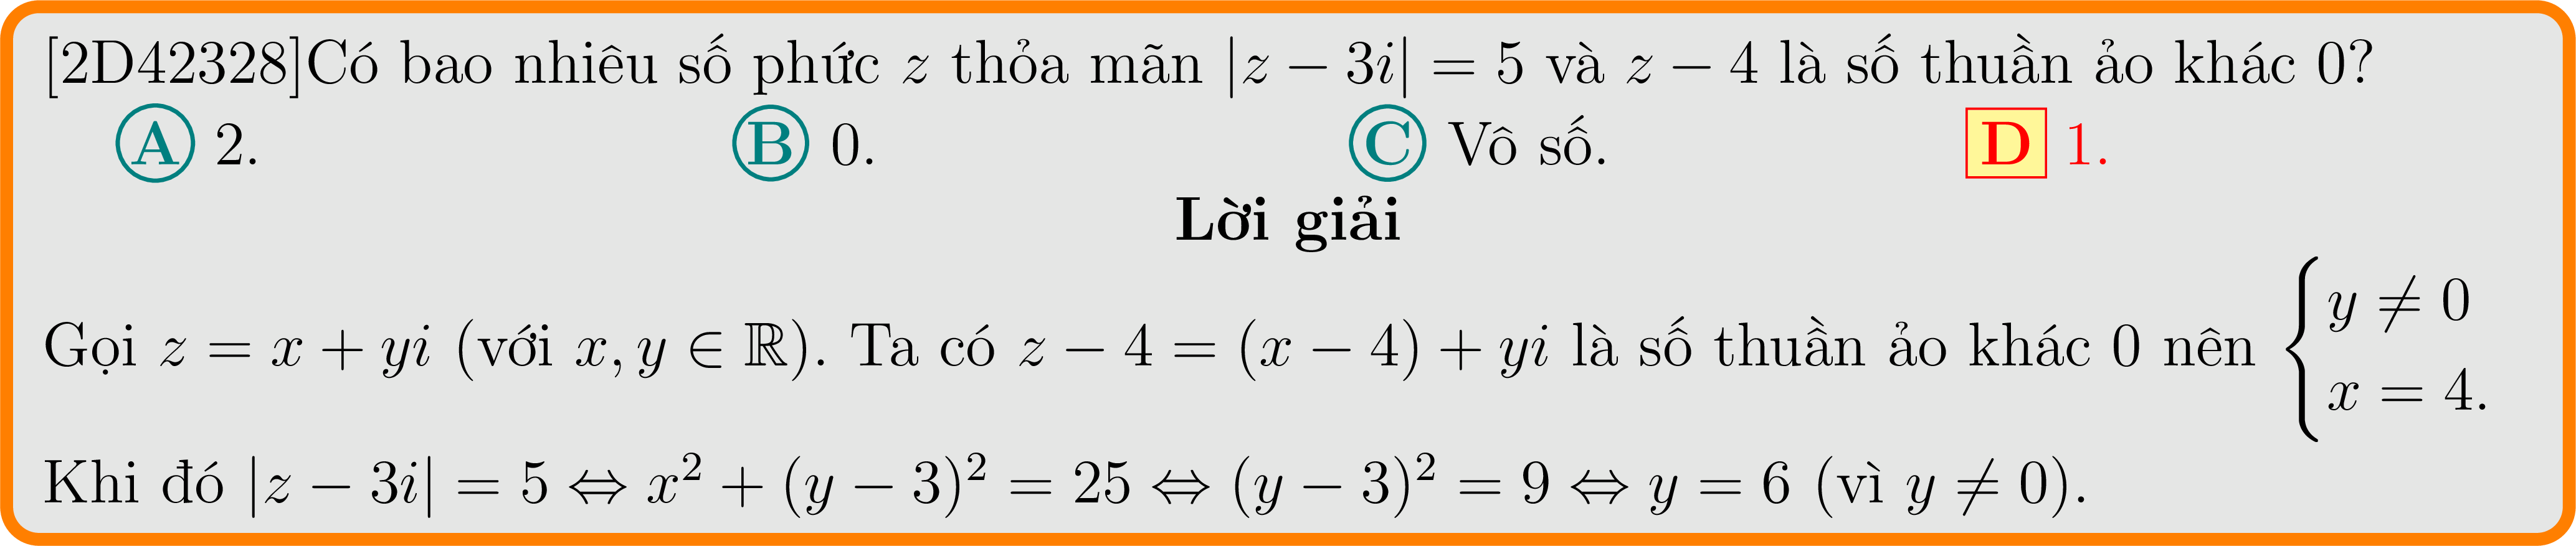 [2D42328]Có bao nhiêu số phức z thỏa mãn |z − 3i| = 5 và z − 4 là số thuần ảo khác 0?
A 2. B 0. C Vô số. D 1.
Lời giải
Gọi z = x + yi (với x, y ∈ ℝ). Ta có z − 4 = (x − 4) + yi là số thuần ảo khác 0 nên { y ≠ 0
x = 4.
Khi đó |z − 3i| = 5 ⇔ x² + (y − 3)² = 25 ⇔ (y − 3)² = 9 ⇔ y = 6 (vì y ≠ 0).